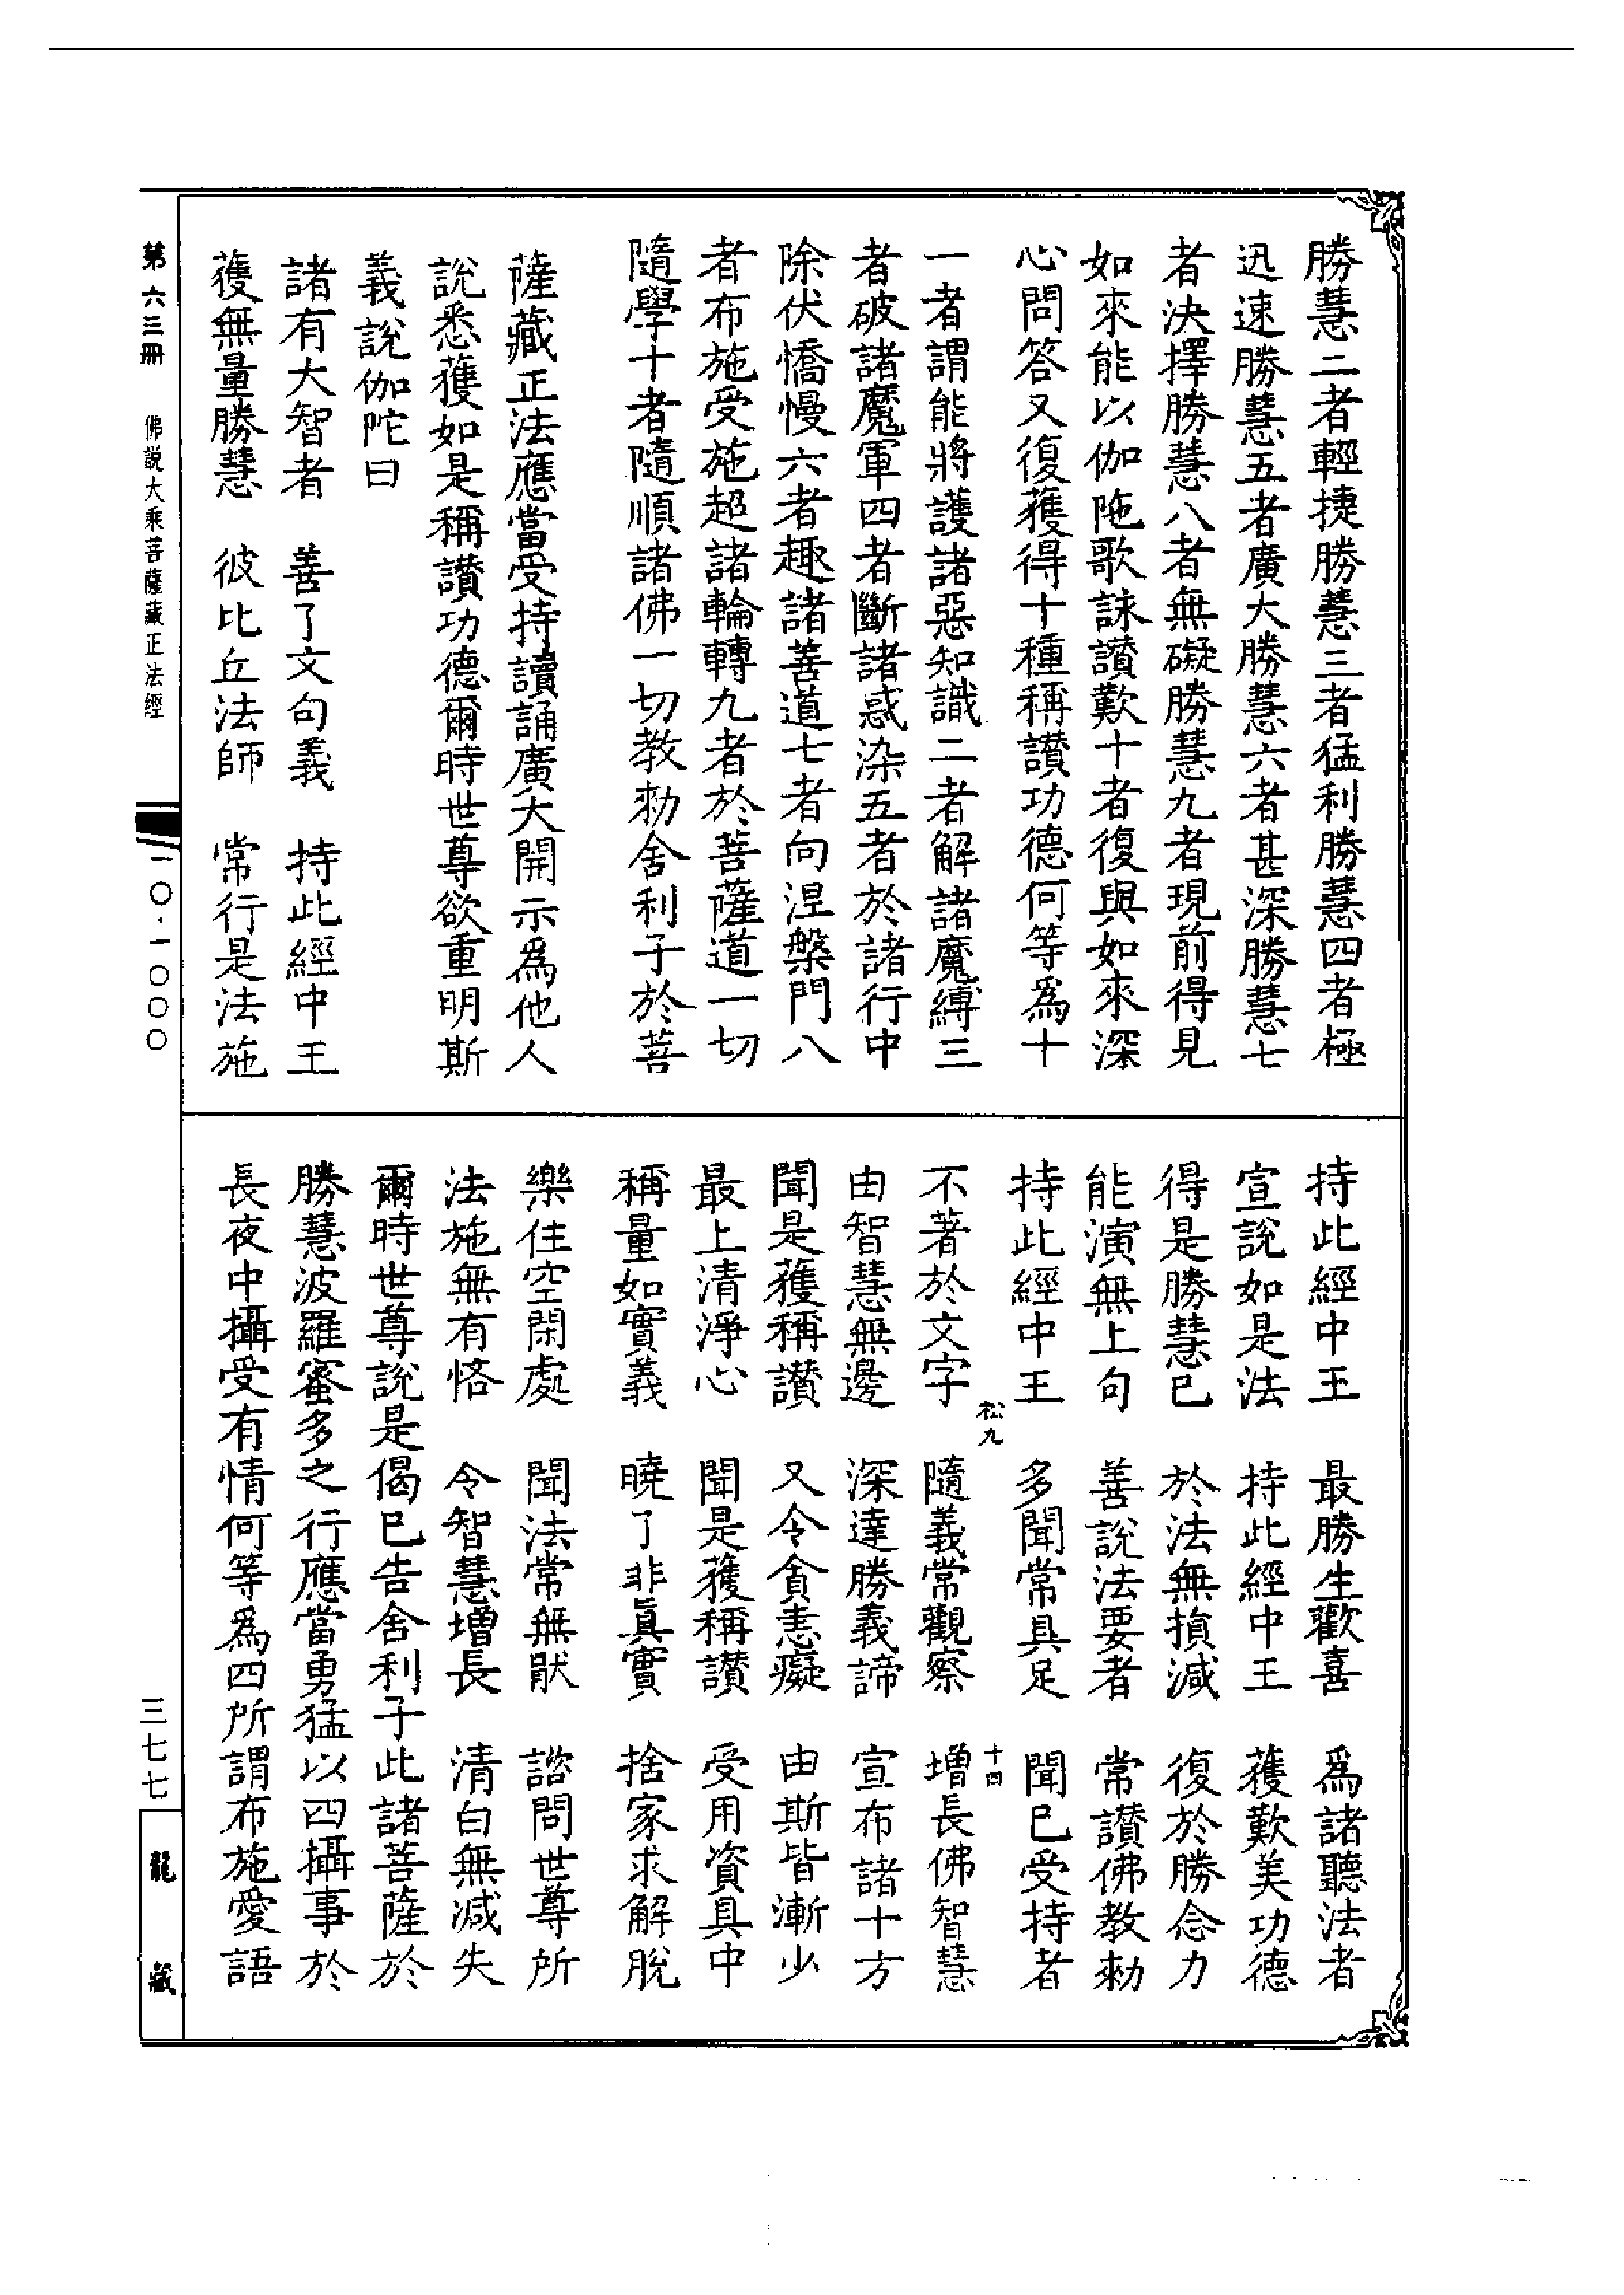 勝慧二者輕捷勝慧三者猛利勝慧四者極
迅速勝慧五者廣大勝慧六者甚深勝慧七
者決擇勝慧八者無礙勝慧九者現前得見
如來能以伽陁歌詠讃歎十者復與如來深
心問答又復獲得十種稱讃功德何等爲十
一者謂能將護諸惡知識二者解諸魔縛三
者破諸魔軍四者斷諸惑染五者於諸行中
除伏憍慢六者趣諸善道七者向涅槃門八
者布施受施超諸輪轉九者於菩薩道一切
隨學十者隨順諸佛一切教勑舍利子於菩
薩藏正法應當受持讀誦廣大開示爲他人
說悉獲如是稱讃功德爾時世尊欲重明斯
義說伽陀曰
諸有大智者　善了文句義　持此經中王
獲無量勝慧　彼比丘法師　常行是法施
持此經中王　最勝生歡喜　爲諸聽法者
宣說如是法　持此經中王　獲歎美功德
得是勝慧已　於法無損減　復於勝念力
能演無上句　善說法要者　常讃佛教勑
持此經中王　多聞常具足　聞已受持者
松九　十四
不著於文字　隨義常觀察　增長佛智慧
由智慧無邊　深達勝義諦　宣布諸十方
聞是獲稱讃　又令貪恚癡　由斯皆漸少
最上清淨心　聞是獲稱讃　受用資具中
稱量如實義　曉了非眞實　捨家求解脫
樂住空閑處　聞法常無猒　諮問世尊所
法施無有悋　令智慧增長　清白無減失
爾時世尊說是偈已告舍利子此諸菩薩於
勝慧波羅蜜多之行應當勇猛以四攝事於
長夜中攝受有情何等爲四所謂布施愛語
第六三冊　佛説大乘菩薩藏正法經　一〇·一〇〇〇
三七七　龍藏